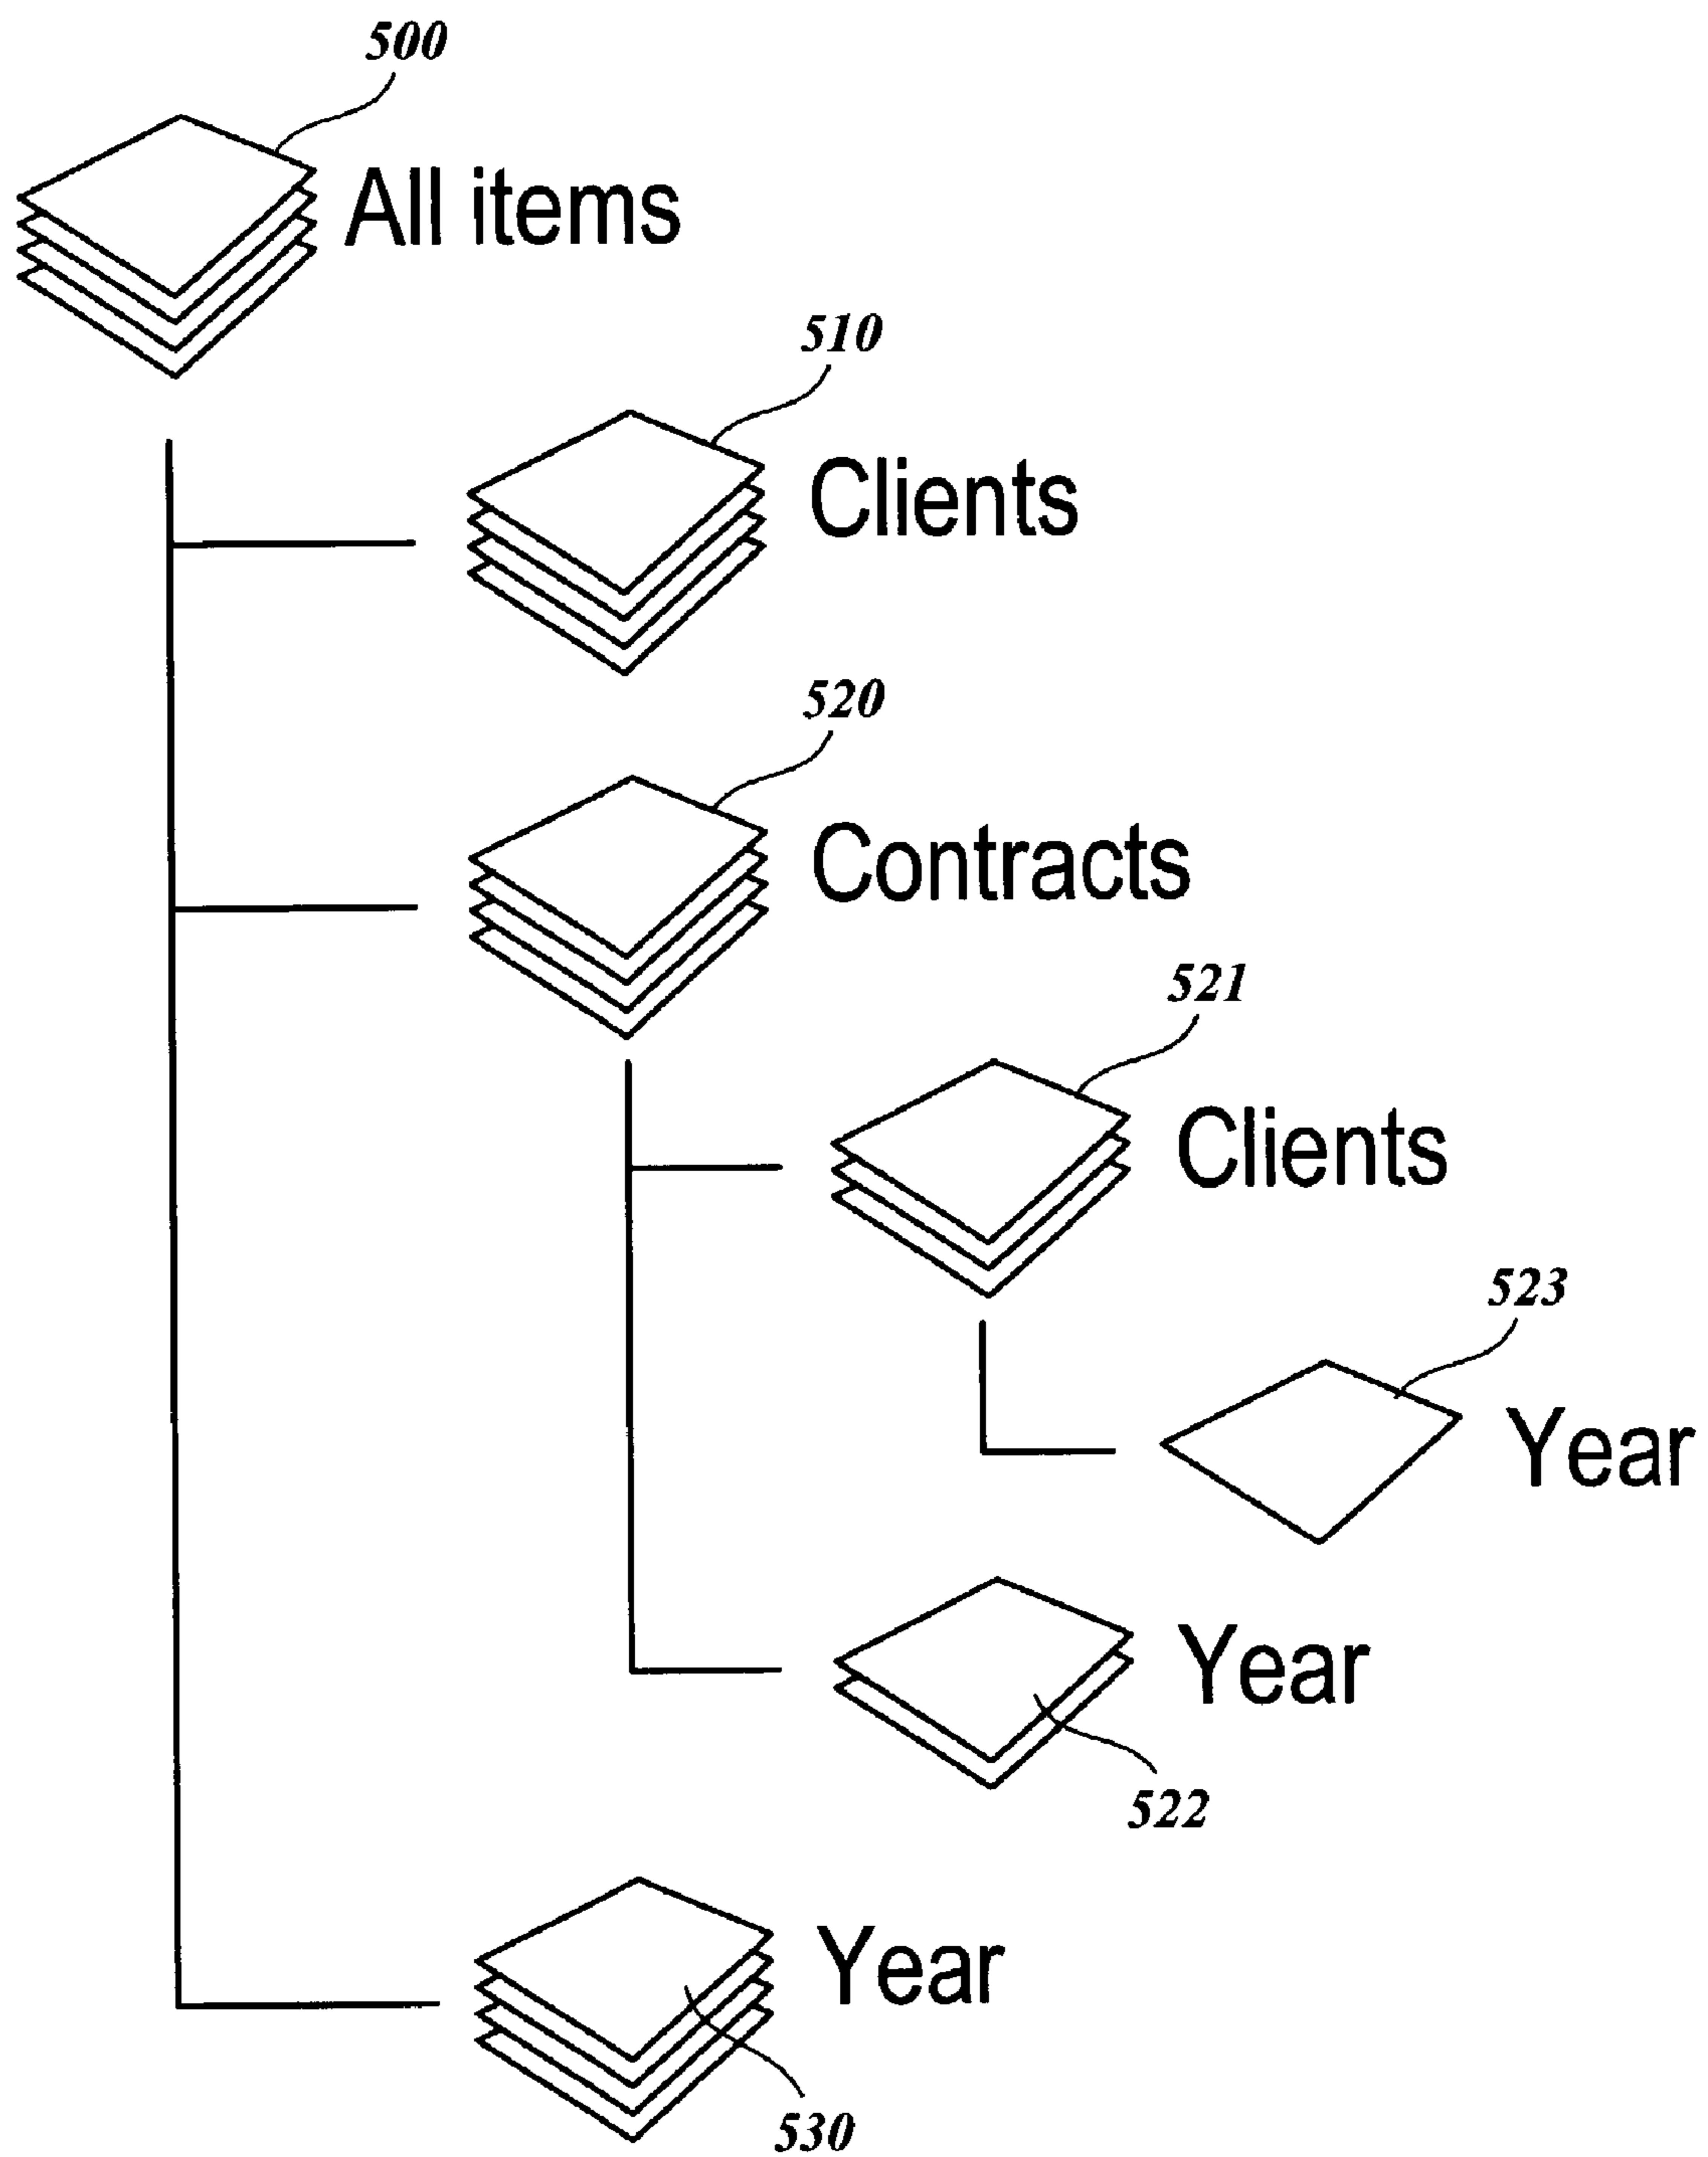 500
All items
510
Clients
520
Contracts
521
Clients
523
Year
Year
522
Year
530